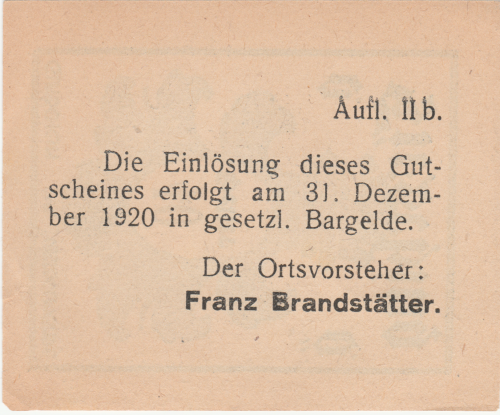 Aufl. II b.
Die Einlösung dieses Gut-
scheines erfolgt am 31. Dezem-
ber 1920 in gesetzl. Bargelde.
Der Ortsvorsteher:
Franz Brandstätter.